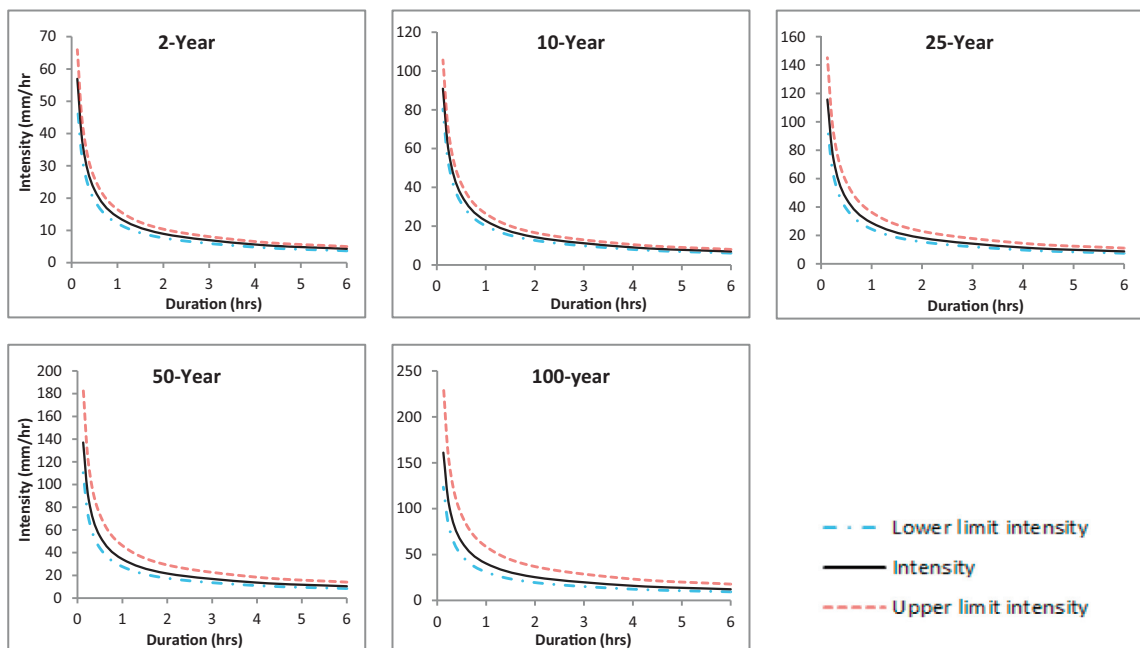 2-Year
Intensity (mm/hr)
70
60
50
40
30
20
10
0
0 1 2 3 4 5 6
Duration (hrs)
10-Year
120
100
80
60
40
20
0
0 1 2 3 4 5 6
Duration (hrs)
25-Year
160
140
120
100
80
60
40
20
0
0 1 2 3 4 5 6
Duration (hrs)
50-Year
Intensity (mm/hr)
200
180
160
140
120
100
80
60
40
20
0
0 1 2 3 4 5 6
Duration (hrs)
100-year
250
200
150
100
50
0
0 1 2 3 4 5 6
Duration (hrs)
Lower limit intensity
Intensity
Upper limit intensity